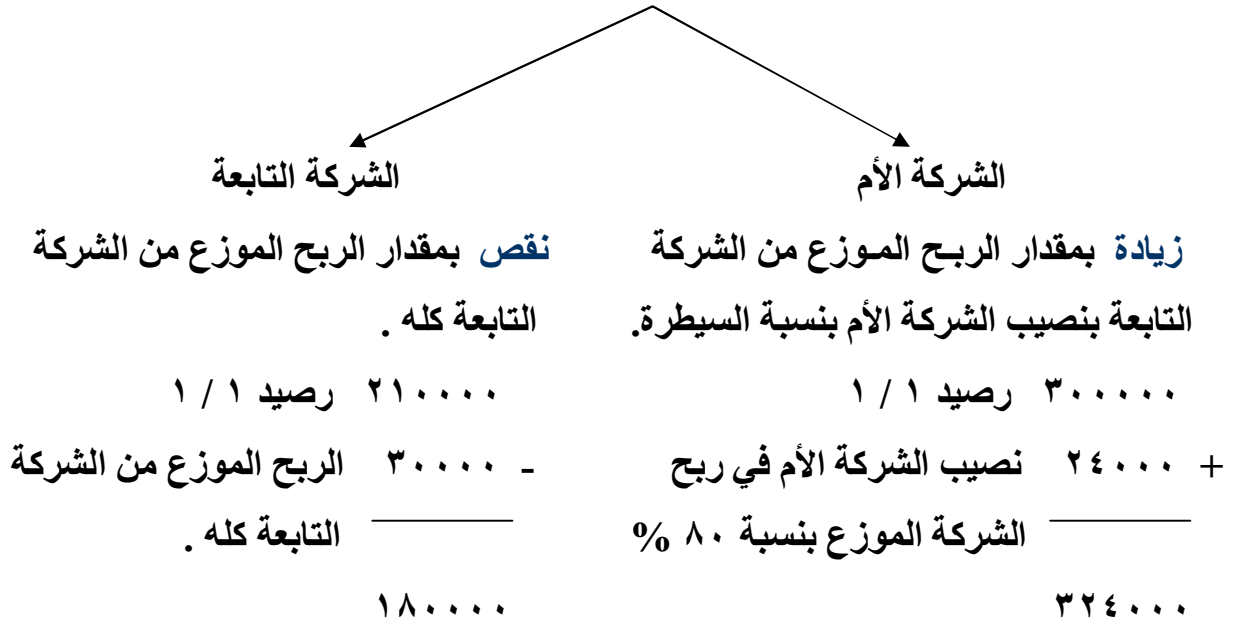 الشركة الأم
زيادة بمقدار الربح الموزع من الشركة
التابعة بنصيب الشركة الأم بنسبة السيطرة.
٣٠٠٠٠٠ رصيد ١ / ١
+ ٢٤٠٠٠ نصيب الشركة الأم في ربح
الشركة الموزع بنسبة ٨٠ %
٣٢٤٠٠٠
الشركة التابعة
نقص بمقدار الربح الموزع من الشركة
التابعة كله .
٢١٠٠٠٠ رصيد ١ / ١
- ٣٠٠٠٠ الربح الموزع من الشركة
التابعة كله .
١٨٠٠٠٠